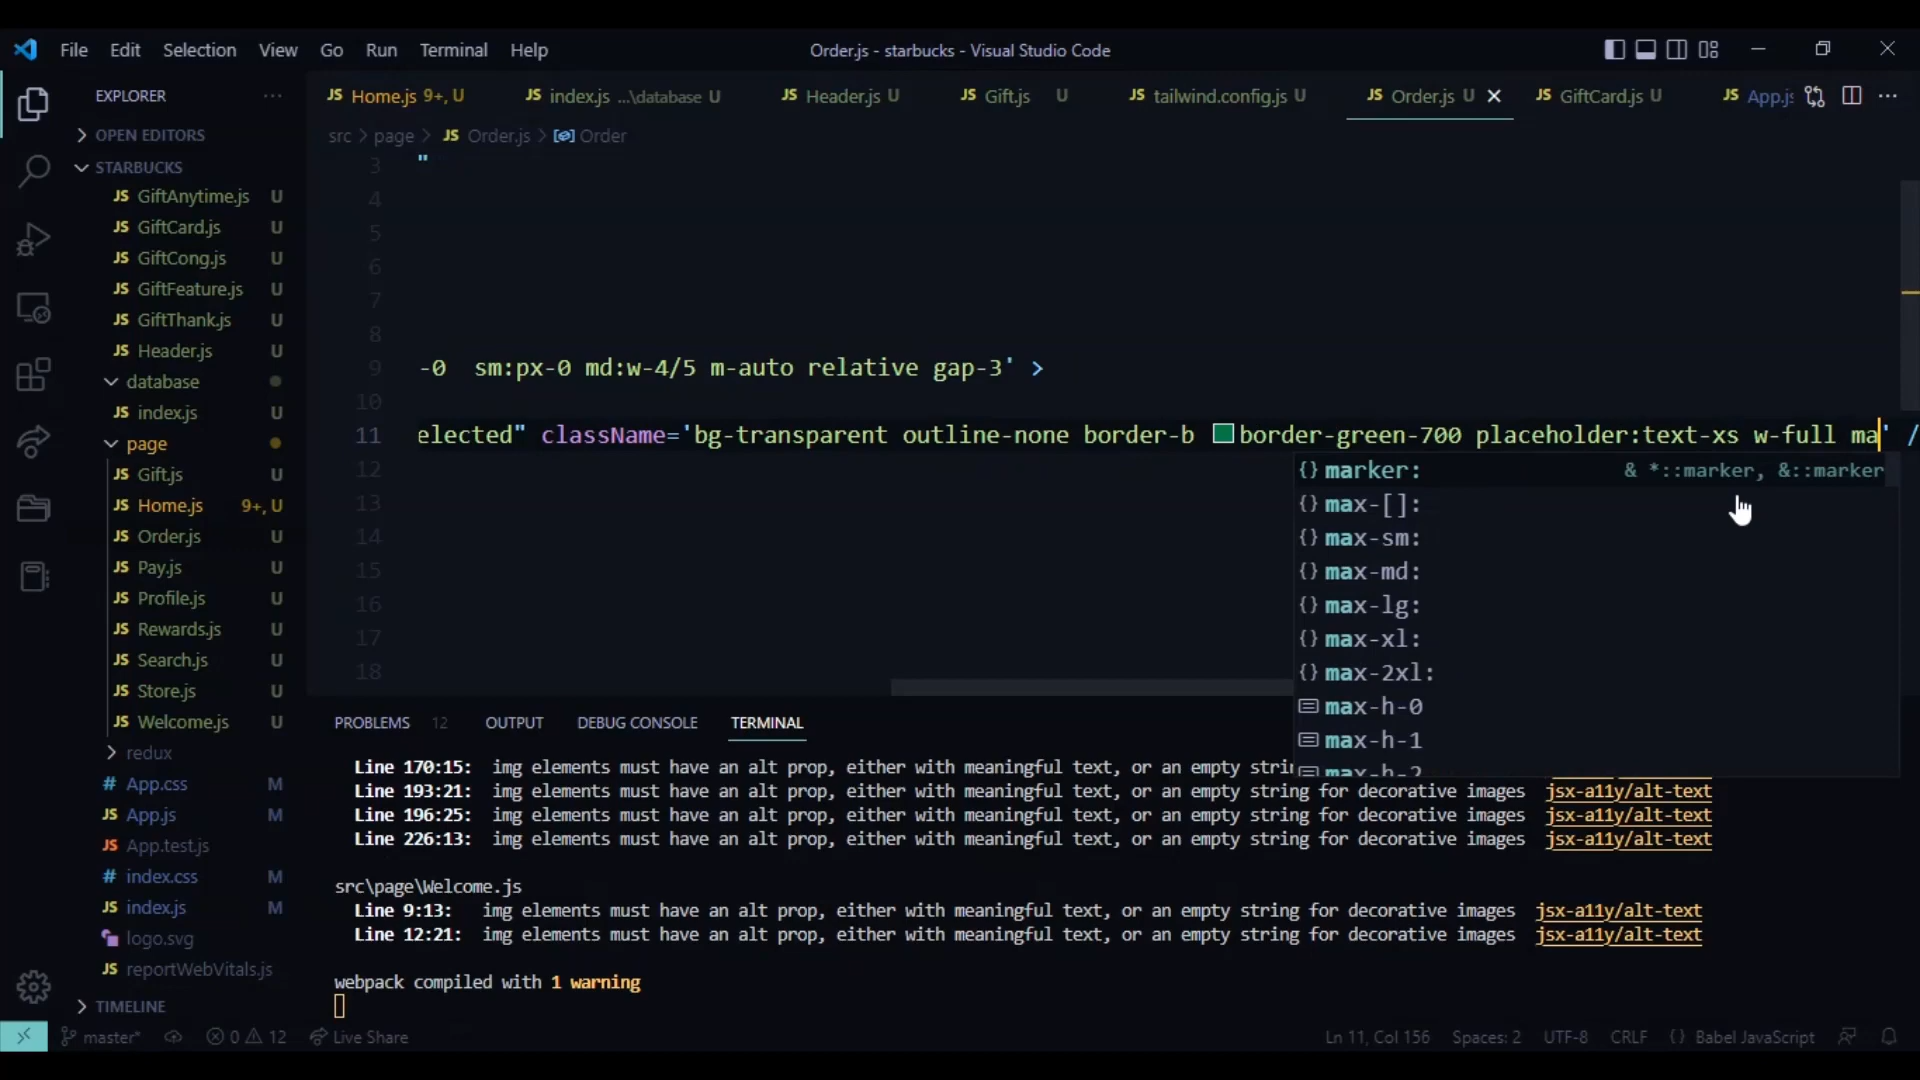 File Edit Selection View Go Run Terminal Help
Order.js - starbucks - Visual Studio Code
EXPLORER ···
JS Home.js 9+, U
JS index.js ...\database U
JS Header.js U
JS Gift.js U
JS tailwind.config.js U
JS Order.js U
JS GiftCard.js U
JS App.js
OPEN EDITORS
STARBUCKS
src > page > JS Order.js > Order
JS GiftAnytime.js U
JS GiftCard.js U
JS GiftCong.js U
JS GiftFeature.js U
JS GiftThank.js U
JS Header.js U
database
JS index.js U
page
JS Gift.js U
JS Home.js 9+, U
JS Order.js U
JS Pay.js U
JS Profile.js U
JS Rewards.js U
JS Search.js U
JS Store.js U
JS Welcome.js U
redux
# App.css M
JS App.js M
JS App.test.js
# index.css M
JS index.js M
logo.svg
JS reportWebVitals.js
TIMELINE
3 "
4
5
6
7
8
9 -0  sm:px-0 md:w-4/5 m-auto relative gap-3' >
10
11 elected" className='bg-transparent outline-none border-b border-green-700 placeholder:text-xs w-full ma' /
12
13
14
15
16
17
18
{} marker: & *::marker, &::marker
{} max-[]:
{} max-sm:
{} max-md:
{} max-lg:
{} max-xl:
{} max-2xl:
max-h-0
max-h-1
max-h-2
PROBLEMS 12 OUTPUT DEBUG CONSOLE TERMINAL
Line 170:15: img elements must have an alt prop, either with meaningful text, or an empty strin
Line 193:21: img elements must have an alt prop, either with meaningful text, or an empty string for decorative images jsx-a11y/alt-text
Line 196:25: img elements must have an alt prop, either with meaningful text, or an empty string for decorative images jsx-a11y/alt-text
Line 226:13: img elements must have an alt prop, either with meaningful text, or an empty string for decorative images jsx-a11y/alt-text
src\page\Welcome.js
Line 9:13: img elements must have an alt prop, either with meaningful text, or an empty string for decorative images jsx-a11y/alt-text
Line 12:21: img elements must have an alt prop, either with meaningful text, or an empty string for decorative images jsx-a11y/alt-text
webpack compiled with 1 warning
master* 0 12 Live Share Ln 11, Col 156 Spaces: 2 UTF-8 CRLF {} Babel JavaScript